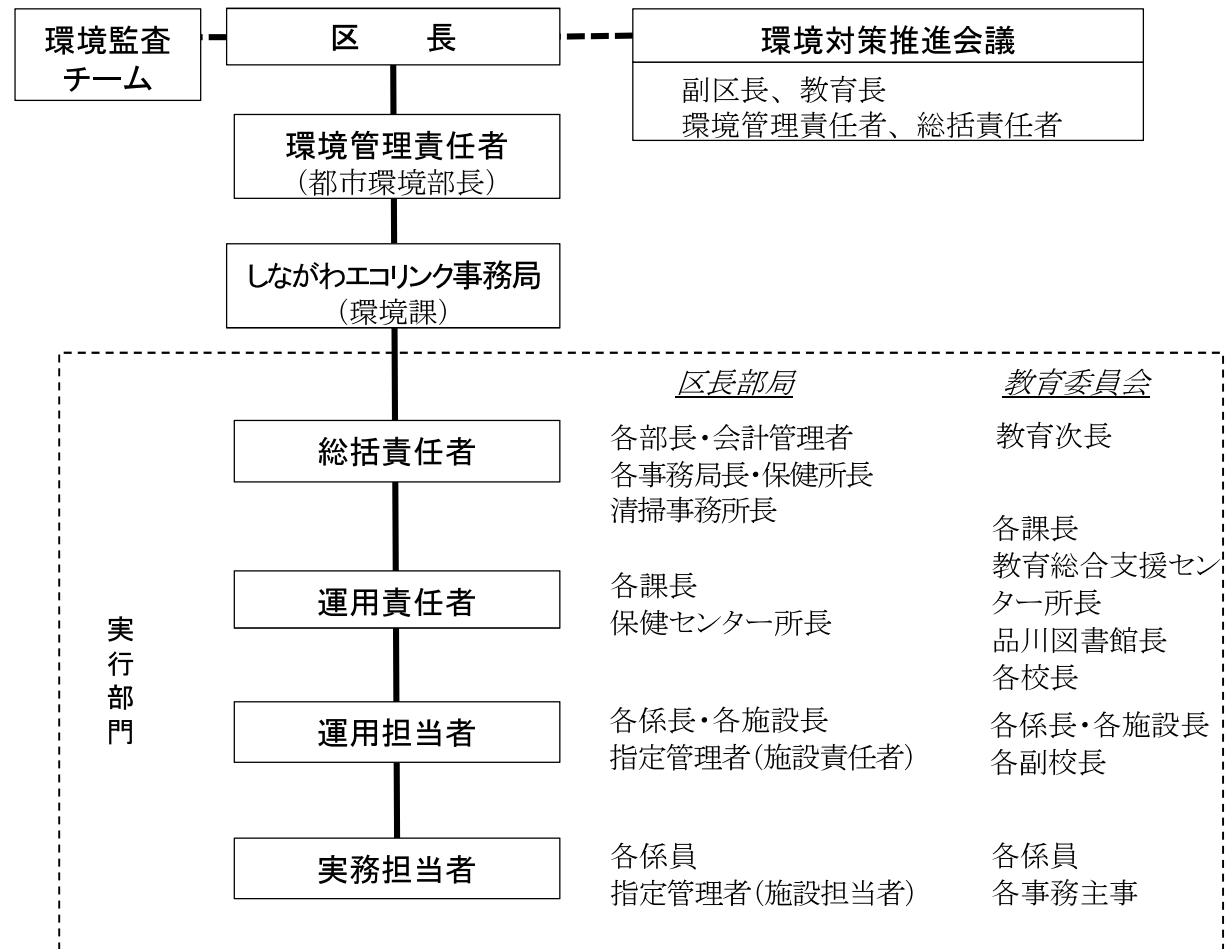 環境監査
チーム
区　　長
環境対策推進会議
副区長、教育長
環境管理責任者、総括責任者
環境管理責任者
（都市環境部長）
しながわエコリンク事務局
（環境課）
区長部局
教育委員会
総括責任者
各部長・会計管理者
各事務局長・保健所長
清掃事務所長
教育次長
運用責任者
各課長
保健センター所長
各課長
教育総合支援セン
ター所長
品川図書館長
各校長
実行部門
運用担当者
各係長・各施設長
指定管理者（施設責任者）
各係長・各施設長
各副校長
実務担当者
各係員
指定管理者（施設担当者）
各係員
各事務主事